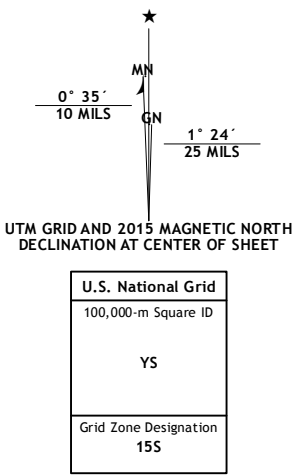 ★
MN
0° 35´
10 MILS
GN
1° 24´
25 MILS
UTM GRID AND 2015 MAGNETIC NORTH
DECLINATION AT CENTER OF SHEET
U.S. National Grid
100,000-m Square ID
YS
Grid Zone Designation
15S